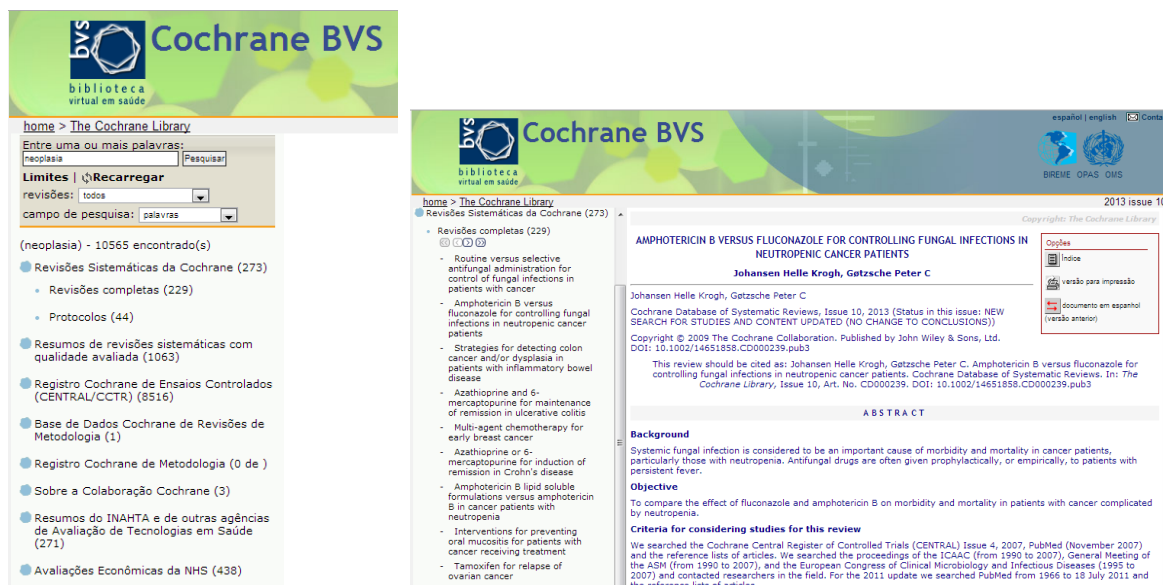 Cochrane BVS
bvs
biblioteca
virtual em saúde
home > The Cochrane Library
Entre uma ou mais palavras:
neoplasia
Pesquisar
Limites | Recarregar
revisões: todos
campo de pesquisa: palavras
(neoplasia) - 10565 encontrado(s)
Revisões Sistemáticas da Cochrane (273)
Revisões completas (229)
Protocolos (44)
Resumos de revisões sistemáticas com
qualidade avaliada (1063)
Registro Cochrane de Ensaios Controlados
(CENTRAL/CCTR) (8516)
Base de Dados Cochrane de Revisões de
Metodologia (1)
Registro Cochrane de Metodologia (0 de )
Sobre a Colaboração Cochrane (3)
Resumos do INAHTA e de outras agências
de Avaliação de Tecnologias em Saúde
(271)
Avaliações Econômicas da NHS (438)
bvs
Cochrane BVS
biblioteca
virtual em saúde
español | english Conta
BIREME OPAS OMS
home > The Cochrane Library
2013 issue 10
Revisões Sistemáticas da Cochrane (273)
Revisões completas (229)
- Routine versus selective
antifungal administration for
control of fungal infections in
patients with cancer
- Amphotericin B versus
fluconazole for controlling fungal
infections in neutropenic cancer
patients
- Strategies for detecting colon
cancer and/or dysplasia in
patients with inflammatory bowel
disease
- Azathioprine and 6-
mercaptopurine for maintenance
of remission in ulcerative colitis
- Multi-agent chemotherapy for
early breast cancer
- Azathioprine or 6-
mercaptopurine for induction of
remission in Crohn's disease
- Amphotericin B lipid soluble
formulations versus amphotericin
B in cancer patients with
neutropenia
- Interventions for preventing
oral mucositis for patients with
cancer receiving treatment
- Tamoxifen for relapse of
ovarian cancer
Copyright: The Cochrane Library
AMPHOTERICIN B VERSUS FLUCONAZOLE FOR CONTROLLING FUNGAL INFECTIONS IN
NEUTROPENIC CANCER PATIENTS
Johansen Helle Krogh, Gøtzsche Peter C
Opções
Índice
versão para impressão
documento em espanhol
(versão anterior)
Johansen Helle Krogh, Gøtzsche Peter C
Cochrane Database of Systematic Reviews, Issue 10, 2013 (Status in this issue: NEW
SEARCH FOR STUDIES AND CONTENT UPDATED (NO CHANGE TO CONCLUSIONS))
Copyright © 2009 The Cochrane Collaboration. Published by John Wiley & Sons, Ltd.
DOI: 10.1002/14651858.CD000239.pub3
This review should be cited as: Johansen Helle Krogh, Gøtzsche Peter C. Amphotericin B versus fluconazole for
controlling fungal infections in neutropenic cancer patients. Cochrane Database of Systematic Reviews. In: The
Cochrane Library, Issue 10, Art. No. CD000239. DOI: 10.1002/14651858.CD000239.pub3
ABSTRACT
Background
Systemic fungal infection is considered to be an important cause of morbidity and mortality in cancer patients,
particularly those with neutropenia. Antifungal drugs are often given prophylactically, or empirically, to patients with
persistent fever.
Objective
To compare the effect of fluconazole and amphotericin B on morbidity and mortality in patients with cancer complicated
by neutropenia.
Criteria for considering studies for this review
We searched the Cochrane Central Register of Controlled Trials (CENTRAL) Issue 4, 2007, PubMed (November 2007)
and the reference lists of articles. We searched the proceedings of the ICAAC (from 1990 to 2007), General Meeting of
the ASM (from 1990 to 2007), and the European Congress of Clinical Microbiology and Infectious Diseases (1995 to
2007) and contacted researchers in the field. For the 2011 update we searched PubMed from 1966 to 18 July 2011 and
the reference lists of articles.